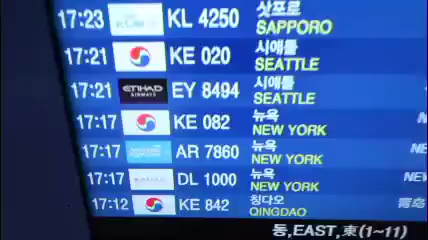 17:23 KL 4250 삿포로
SAPPORO
17:21 KE 020 시애틀
SEATTLE
17:21 ETIHAD AIRWAYS EY 8494 시애틀
SEATTLE
17:17 KE 082 뉴욕
NEW YORK
17:17 AR 7860 뉴욕
NEW YORK
17:17 DL 1000 뉴욕
NEW YORK
17:12 KE 842 칭다오 青岛
QINGDAO
동,EAST,東(1~11)